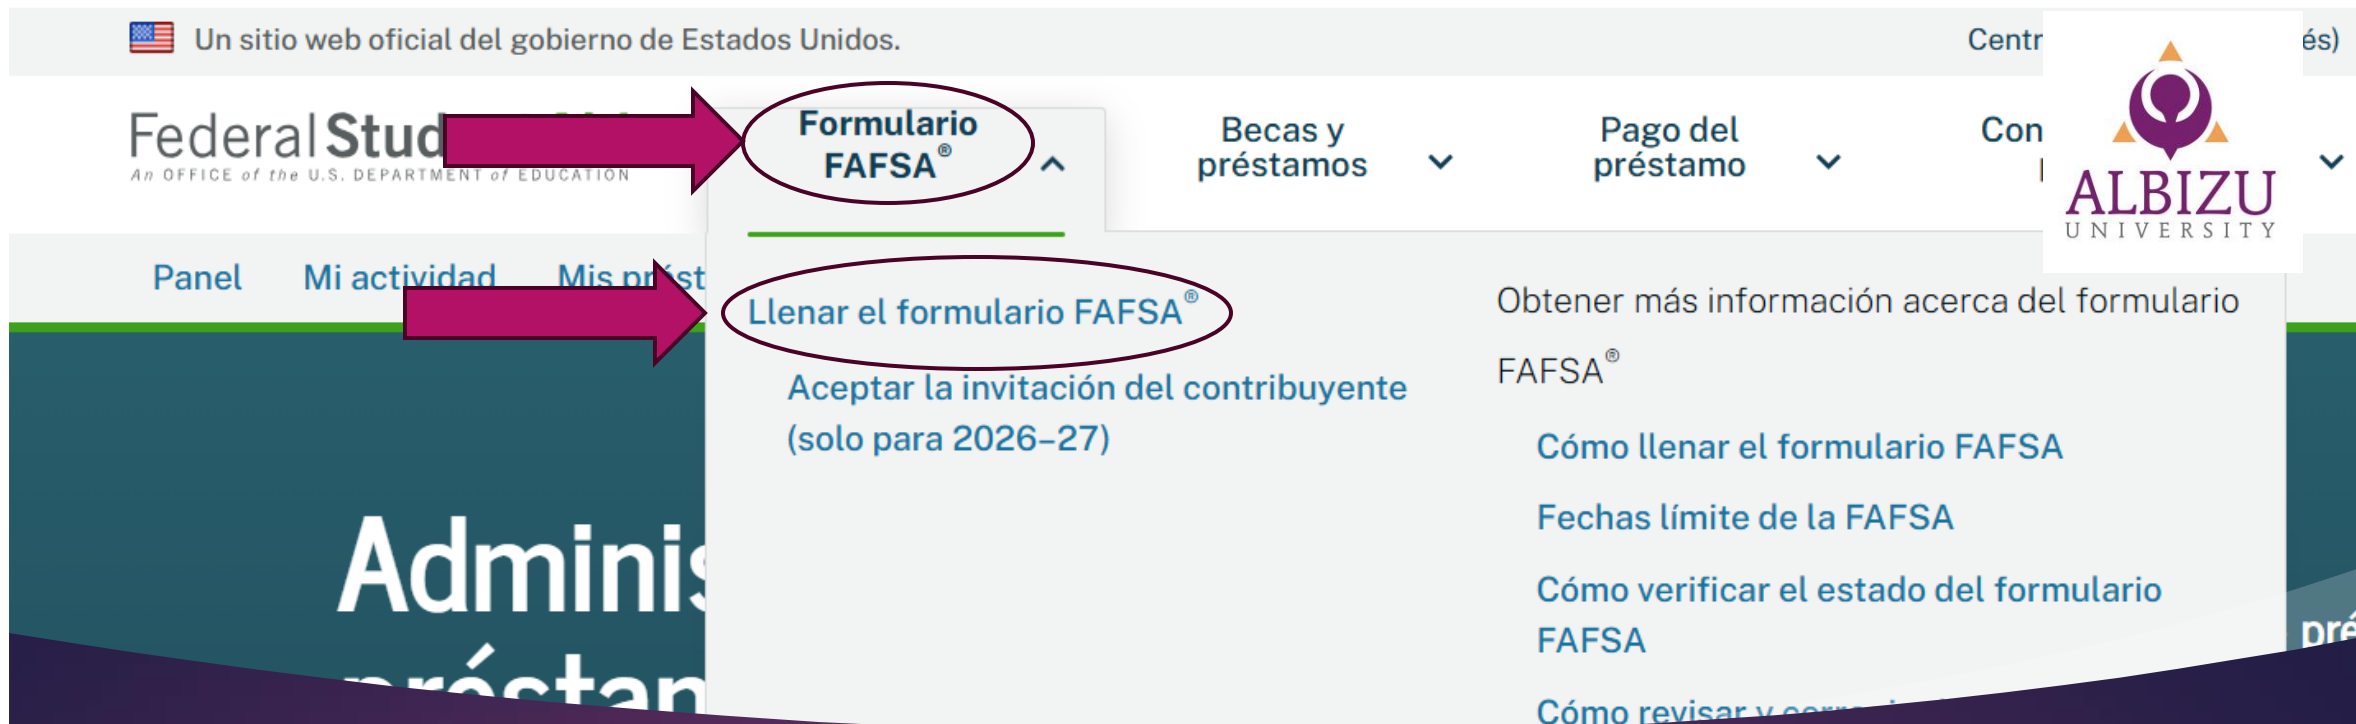 Un sitio web oficial del gobierno de Estados Unidos.
Federal
An OFFICE of the U.S. DEPARTMENT of EDUCATION
Formulario
FAFSA®
Becas y
préstamos
Pago del
préstamo
ALBIZU
UNIVERSITY
Panel Mi actividad Mis
Llenar el formulario FAFSA®
Aceptar la invitación del contribuyente
(solo para 2026–27)
Obtener más información acerca del formulario
FAFSA®
Cómo llenar el formulario FAFSA
Fechas límite de la FAFSA
Cómo verificar el estado del formulario
FAFSA
Cómo revisar y